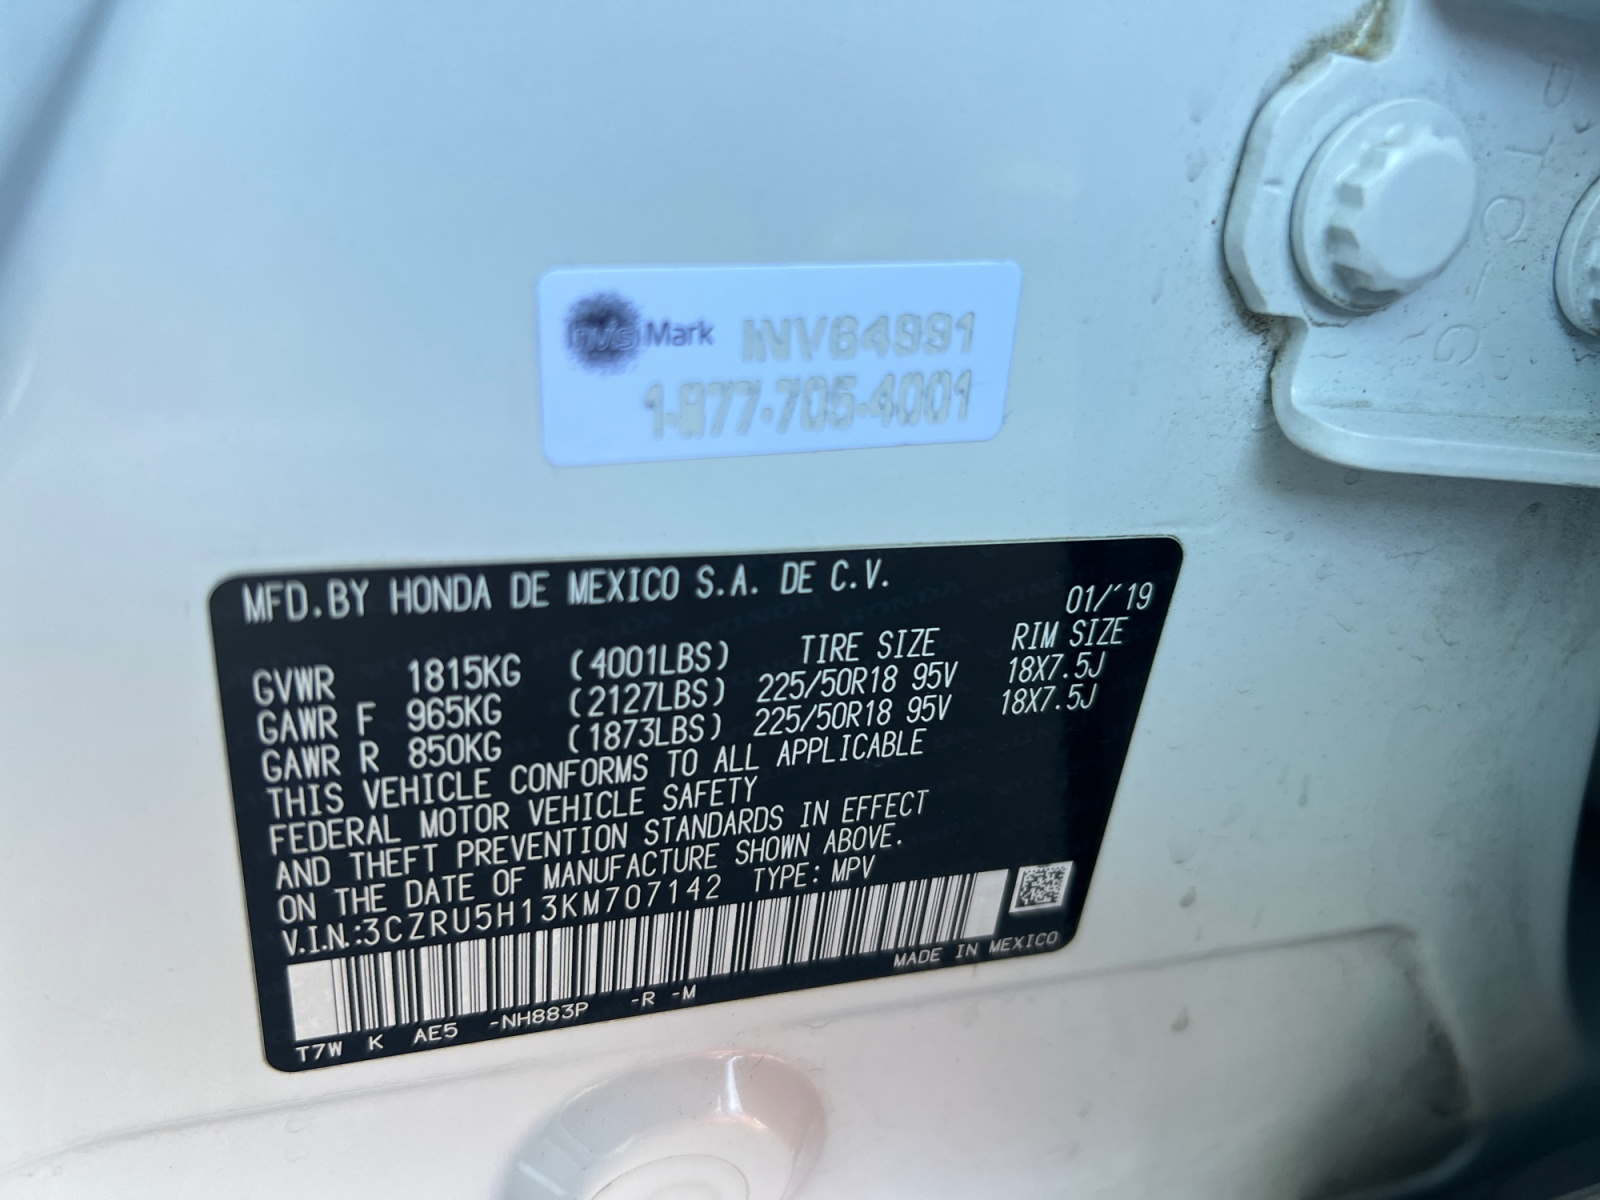 invisiMark INV64991
1-877-705-4001
MFD.BY HONDA DE MEXICO S.A. DE C.V.
01/'19
TIRE SIZE RIM SIZE
GVWR 1815KG (4001LBS) 225/50R18 95V 18X7.5J
GAWR F 965KG (2127LBS) 225/50R18 95V 18X7.5J
GAWR R 850KG (1873LBS)
THIS VEHICLE CONFORMS TO ALL APPLICABLE
FEDERAL MOTOR VEHICLE SAFETY
AND THEFT PREVENTION STANDARDS IN EFFECT
ON THE DATE OF MANUFACTURE SHOWN ABOVE.
V.I.N.:3CZRU5H13KM707142 TYPE: MPV
MADE IN MEXICO
T7W K AE5 -NH883P -R -M